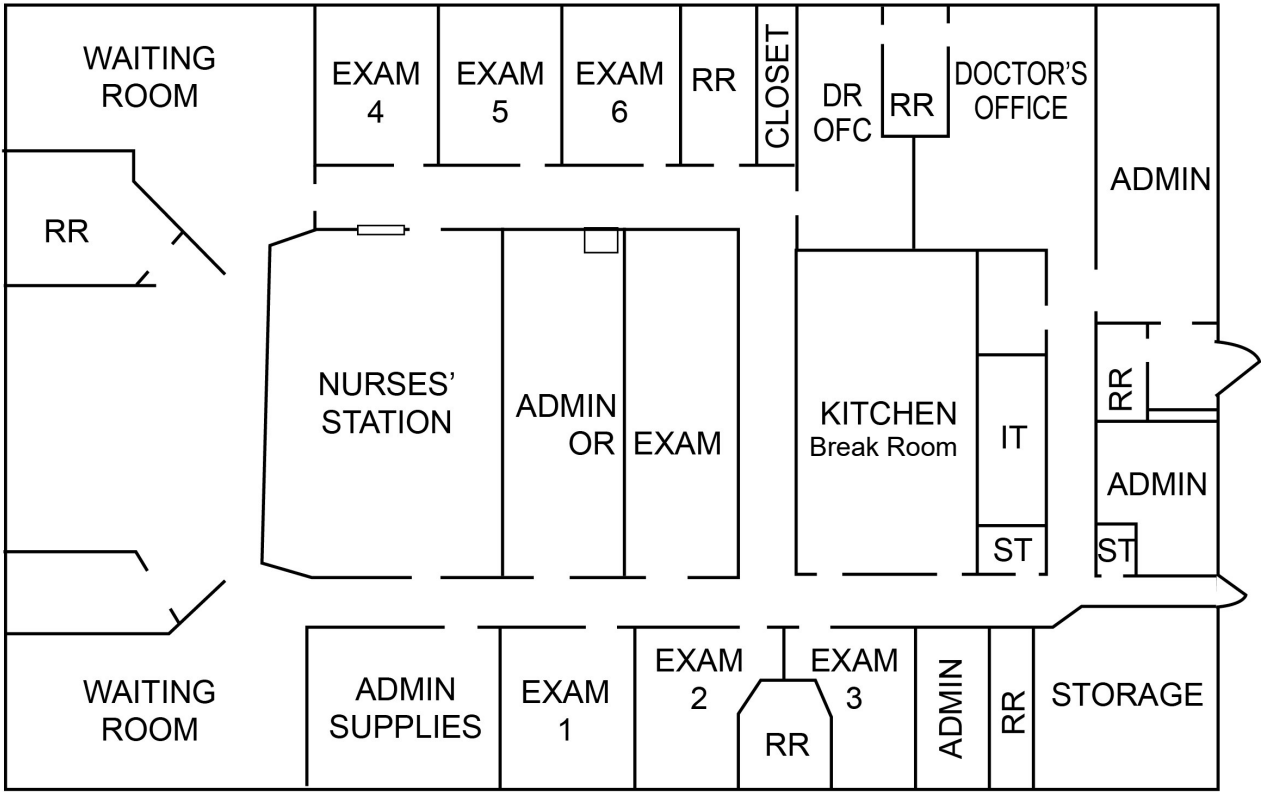 WAITING
ROOM
EXAM
4
EXAM
5
EXAM
6
RR
CLOSET
DR
OFC
RR
DOCTOR'S
OFFICE
ADMIN
RR
NURSES'
STATION
ADMIN
OR
EXAM
KITCHEN
Break Room
IT
ST
RR
ADMIN
ST
WAITING
ROOM
ADMIN
SUPPLIES
EXAM
1
EXAM
2
RR
EXAM
3
ADMIN
RR
STORAGE